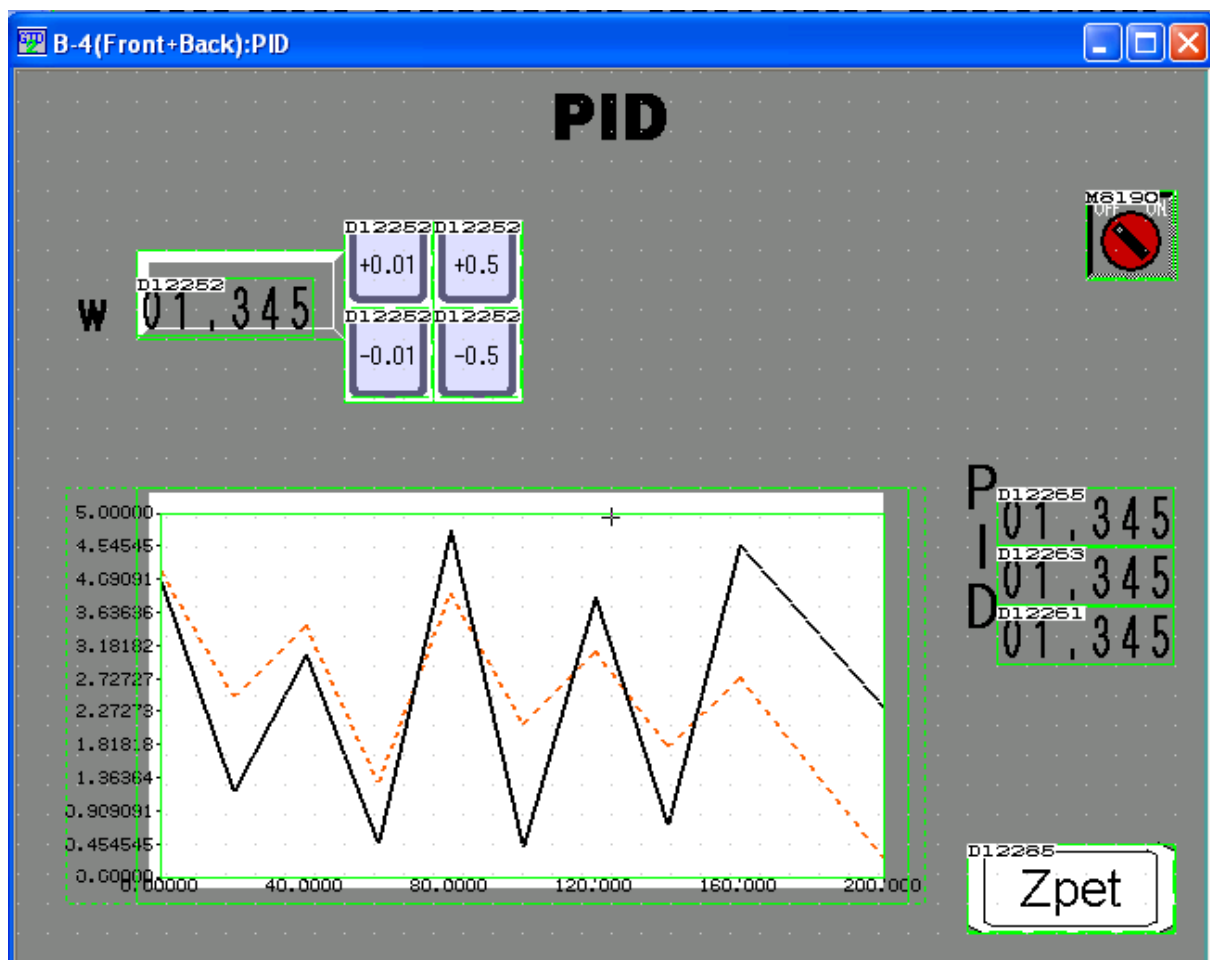 B-4(Front+Back):PID
PID
M8190
OFF ON
D12252 D12252
+0.01 +0.5
D12252
W 01.345
D12252 D12252
-0.01 -0.5
P D12265
01.345
I D12263
01.345
D D12261
01.345
5.00000
4.54545
4.09091
3.63636
3.18182
2.72727
2.27273
1.81818
1.36364
0.909091
0.454545
0.00000
0.00000 40.0000 80.0000 120.000 160.000 200.000
D12285
Zpet